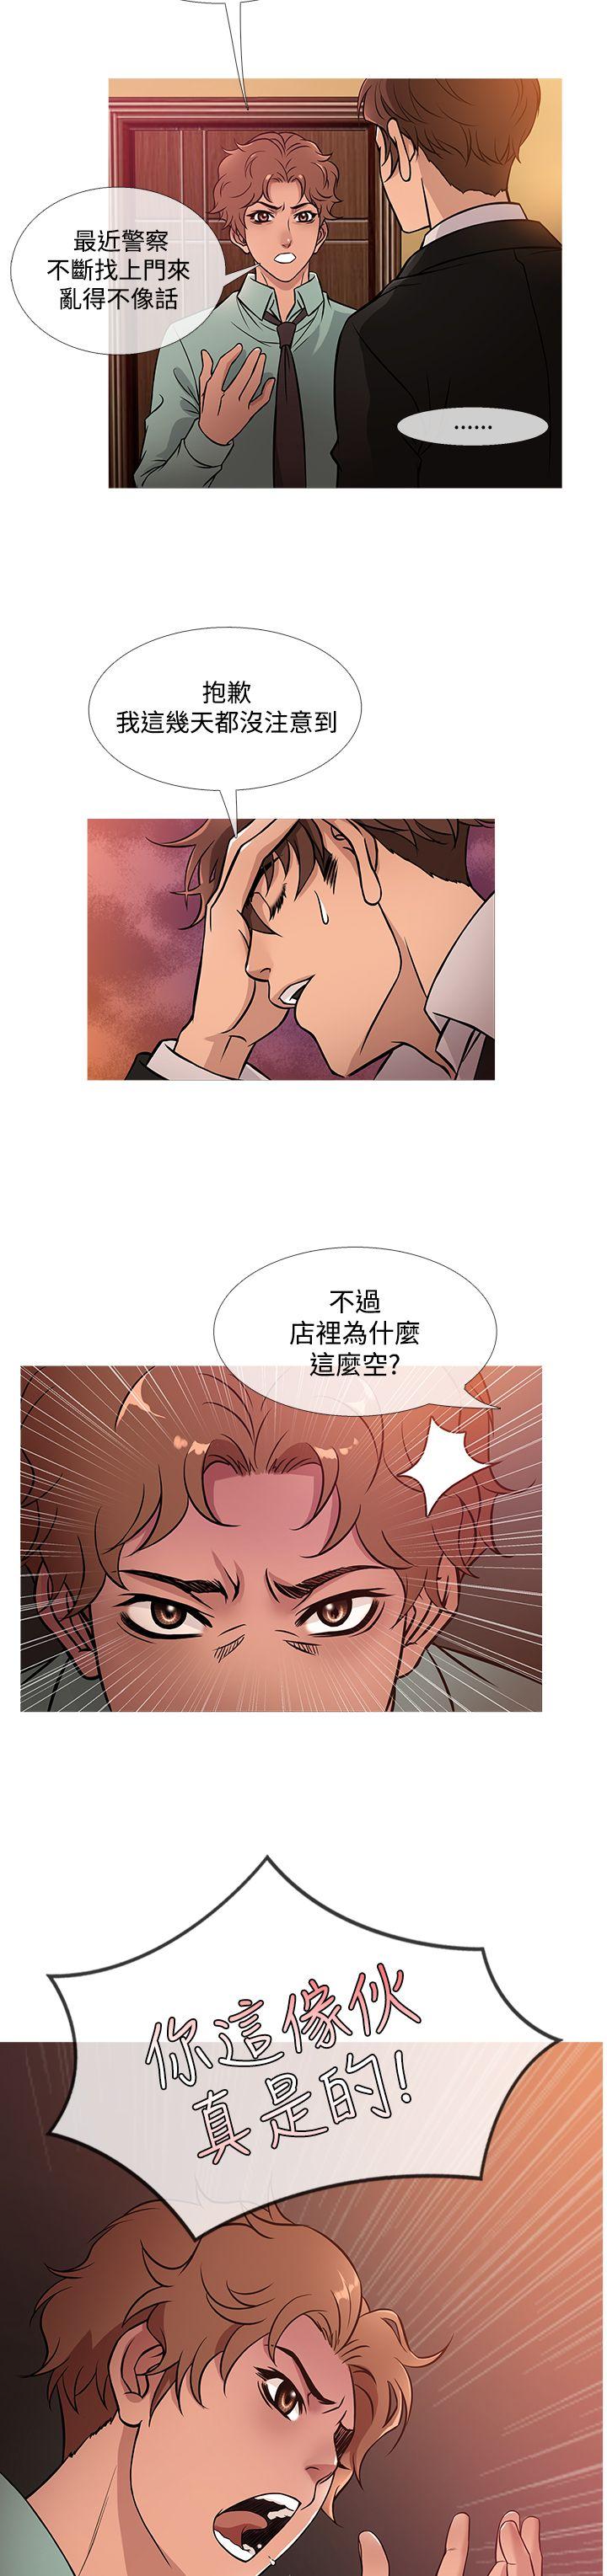 最近警察
不斷找上門來
亂得不像話
……
抱歉
我這幾天都沒注意到
不過
店裡為什麼
這麼空?
你這傢伙
真是的!